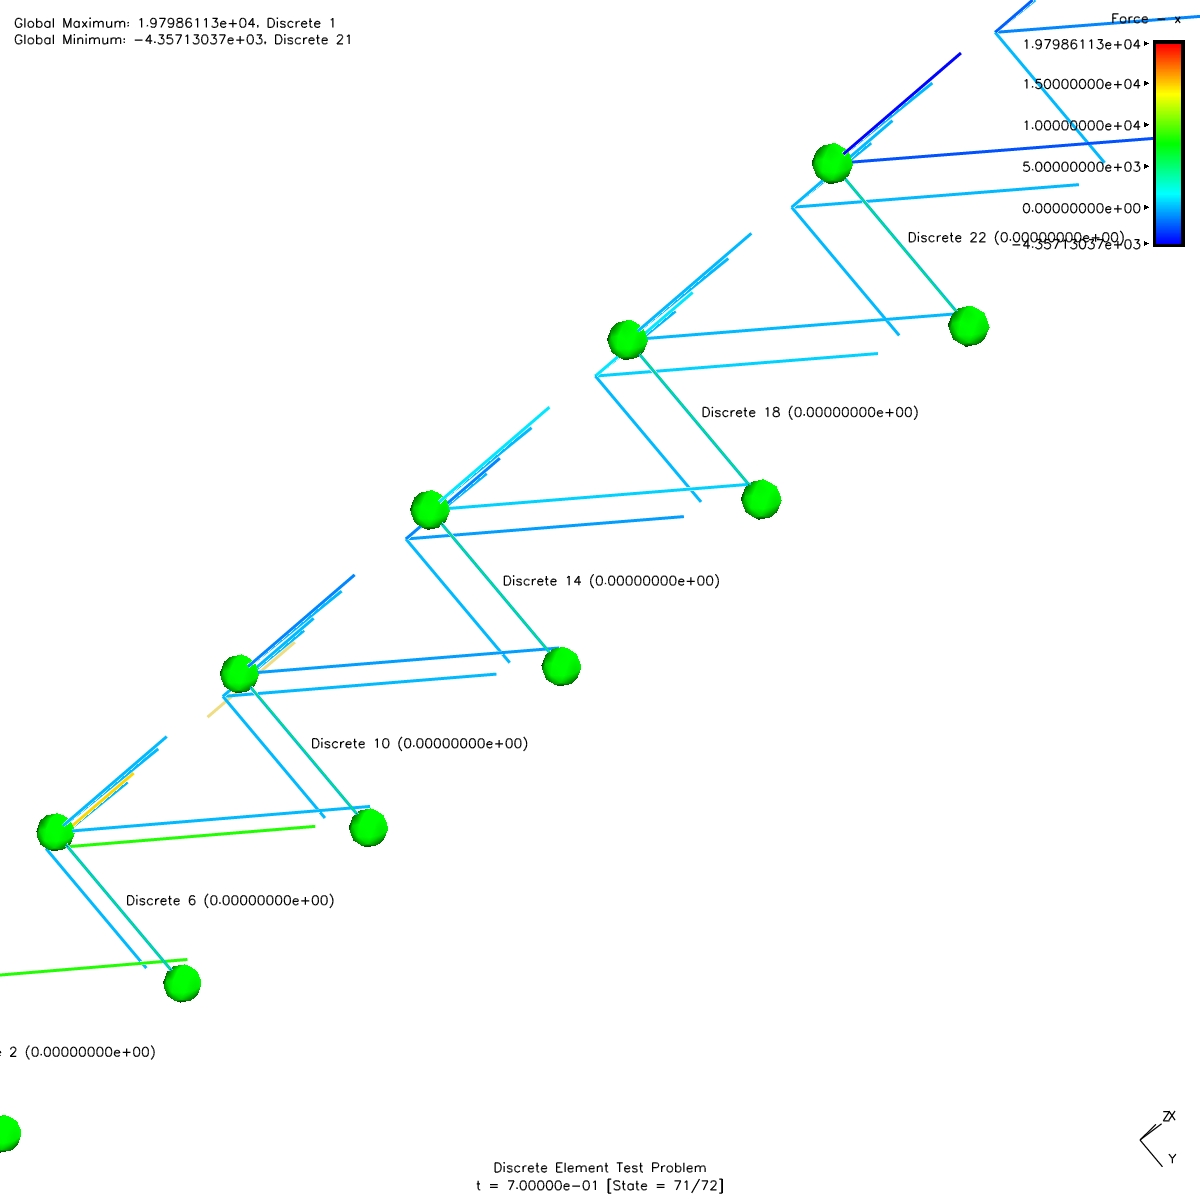 Global Maximum: 1.97986113e+04, Discrete 1
Global Minimum: -4.35713037e+03, Discrete 21
Force - x
1.97986113e+04
1.50000000e+04
1.00000000e+04
5.00000000e+03
0.00000000e+00
-4.35713037e+03
Discrete 22 (0.00000000e+00)
Discrete 18 (0.00000000e+00)
Discrete 14 (0.00000000e+00)
Discrete 10 (0.00000000e+00)
Discrete 6 (0.00000000e+00)
2 (0.00000000e+00)
ZX
Y
Discrete Element Test Problem
t = 7.00000e-01 [State = 71/72]